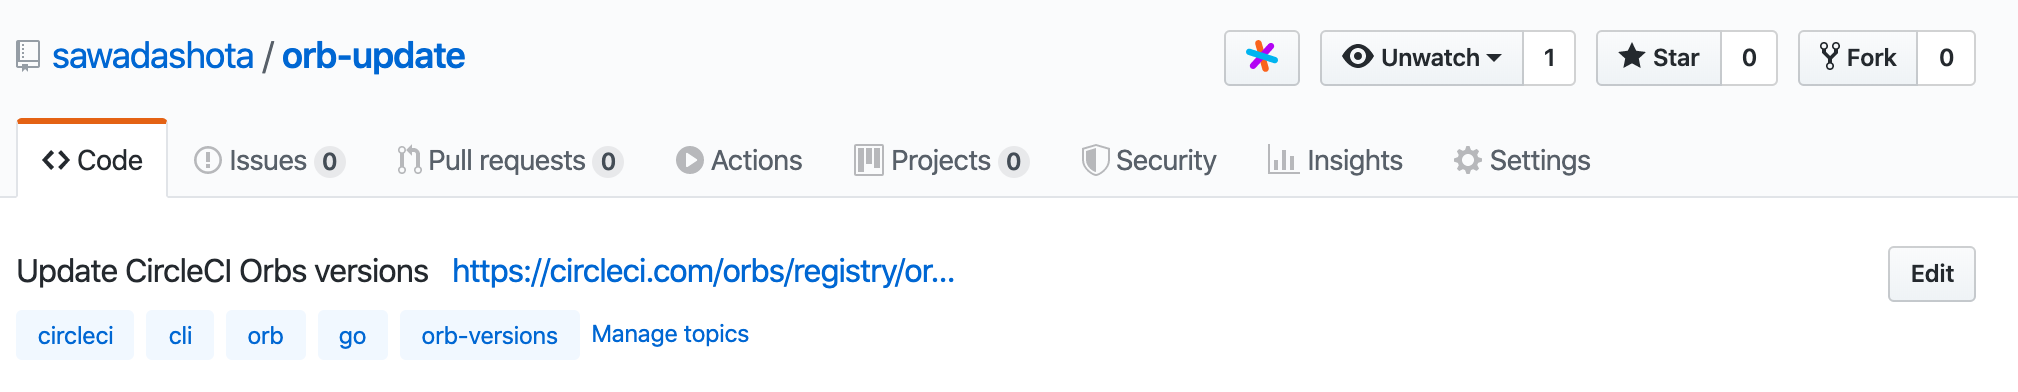 sawadashota / orb-update Unwatch 1 Star 0 Fork 0
Code Issues 0 Pull requests 0 Actions Projects 0 Security Insights Settings
Update CircleCI Orbs versions https://circleci.com/orbs/registry/or... Edit
circleci cli orb go orb-versions Manage topics